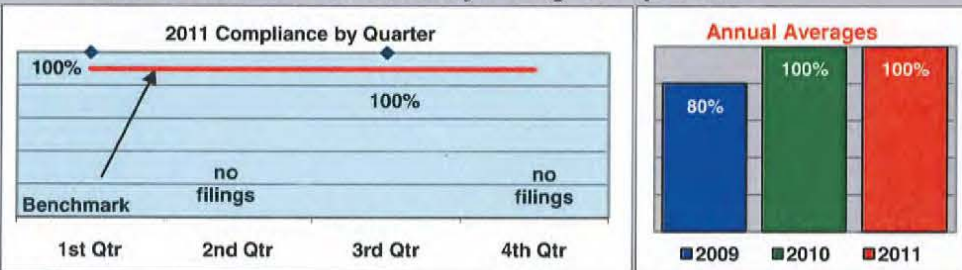 2011 Compliance by Quarter
100%
100%
no
filings
no
filings
Benchmark
1st Qtr 2nd Qtr 3rd Qtr 4th Qtr
Annual Averages
80%
100%
100%
2009 2010 2011